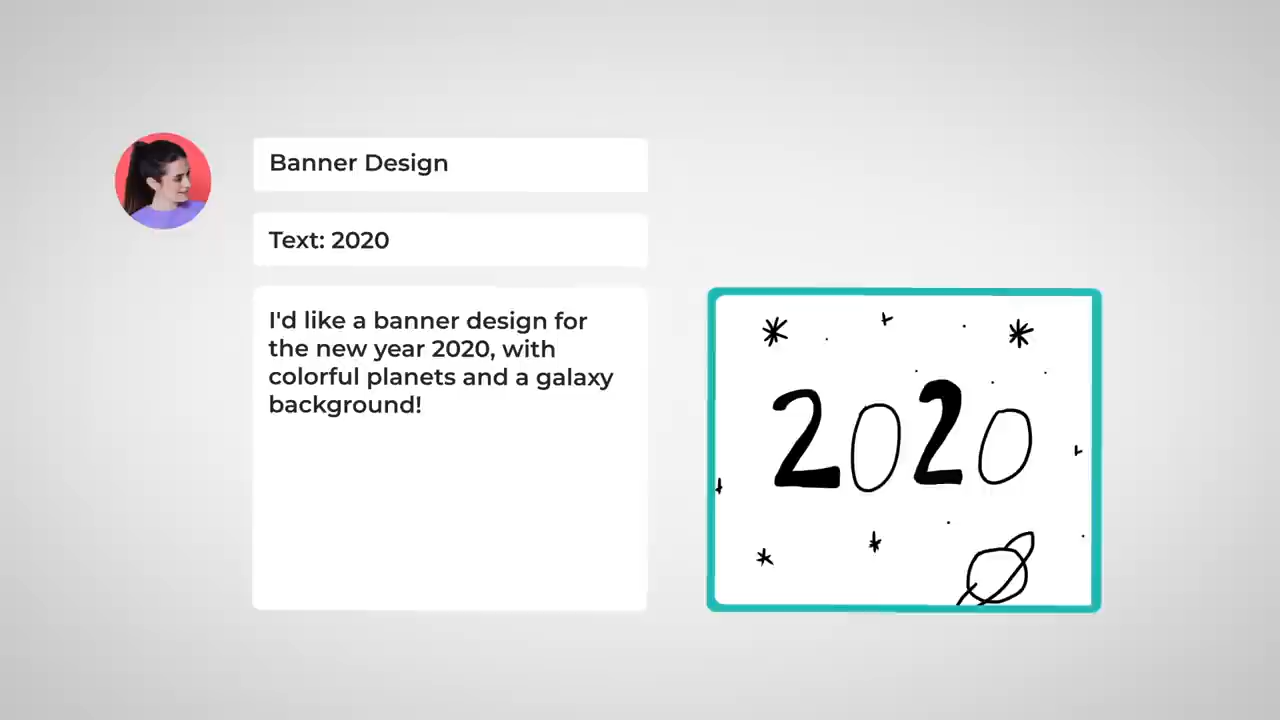 Banner Design
Text: 2020
I'd like a banner design for
the new year 2020, with
colorful planets and a galaxy
background!
2020